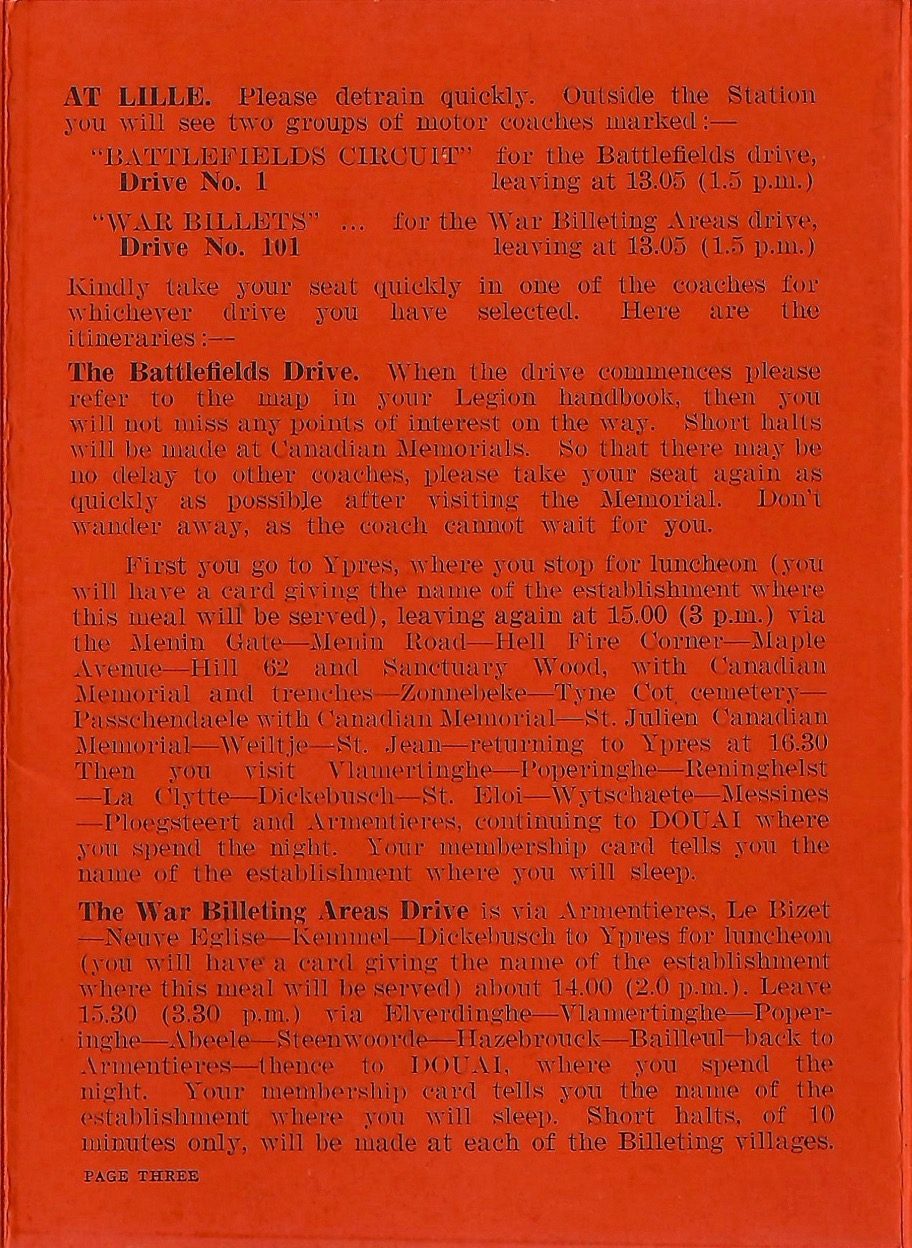 AT LILLE. Please detrain quickly. Outside the Station
you will see two groups of motor coaches marked :—
"BATTLEFIELDS CIRCUIT" for the Battlefields drive,
Drive No. 1 leaving at 13.05 (1.5 p.m.)
"WAR BILLETS" ... for the War Billeting Areas drive,
Drive No. 101 leaving at 13.05 (1.5 p.m.)
Kindly take your seat quickly in one of the coaches for
whichever drive you have selected. Here are the
itineraries :—
The Battlefields Drive. When the drive commences please
refer to the map in your Legion handbook, then you
will not miss any points of interest on the way. Short halts
will be made at Canadian Memorials. So that there may be
no delay to other coaches, please take your seat again as
quickly as possible after visiting the Memorial. Don't
wander away, as the coach cannot wait for you.
First you go to Ypres, where you stop for luncheon (you
will have a card giving the name of the establishment where
this meal will be served), leaving again at 15.00 (3 p.m.) via
the Menin Gate—Menin Road—Hell Fire Corner—Maple
Avenue—Hill 62 and Sanctuary Wood, with Canadian
Memorial and trenches—Zonnebeke—Tyne Cot cemetery—
Passchendaele with Canadian Memorial—St. Julien Canadian
Memorial—Weiltje—St. Jean—returning to Ypres at 16.30
Then you visit Vlamertinghe—Poperinghe—Reninghelst
—La Clytte—Dickebusch—St. Eloi—Wytschaete—Messines
—Ploegsteert and Armentieres, continuing to DOUAI where
you spend the night. Your membership card tells you the
name of the establishment where you will sleep.
The War Billeting Areas Drive is via Armentieres, Le Bizet
—Neuve Eglise—Kemmel—Dickebusch to Ypres for luncheon
(you will have a card giving the name of the establishment
where this meal will be served) about 14.00 (2.0 p.m.). Leave
15.30 (3.30 p.m.) via Elverdinghe—Vlamertinghe—Poper-
inghe—Abeele—Steenwoorde—Hazebrouck—Bailleul—back to
Armentieres—thence to DOUAI, where you spend the
night. Your membership card tells you the name of the
establishment where you will sleep. Short halts, of 10
minutes only, will be made at each of the Billeting villages.
PAGE THREE